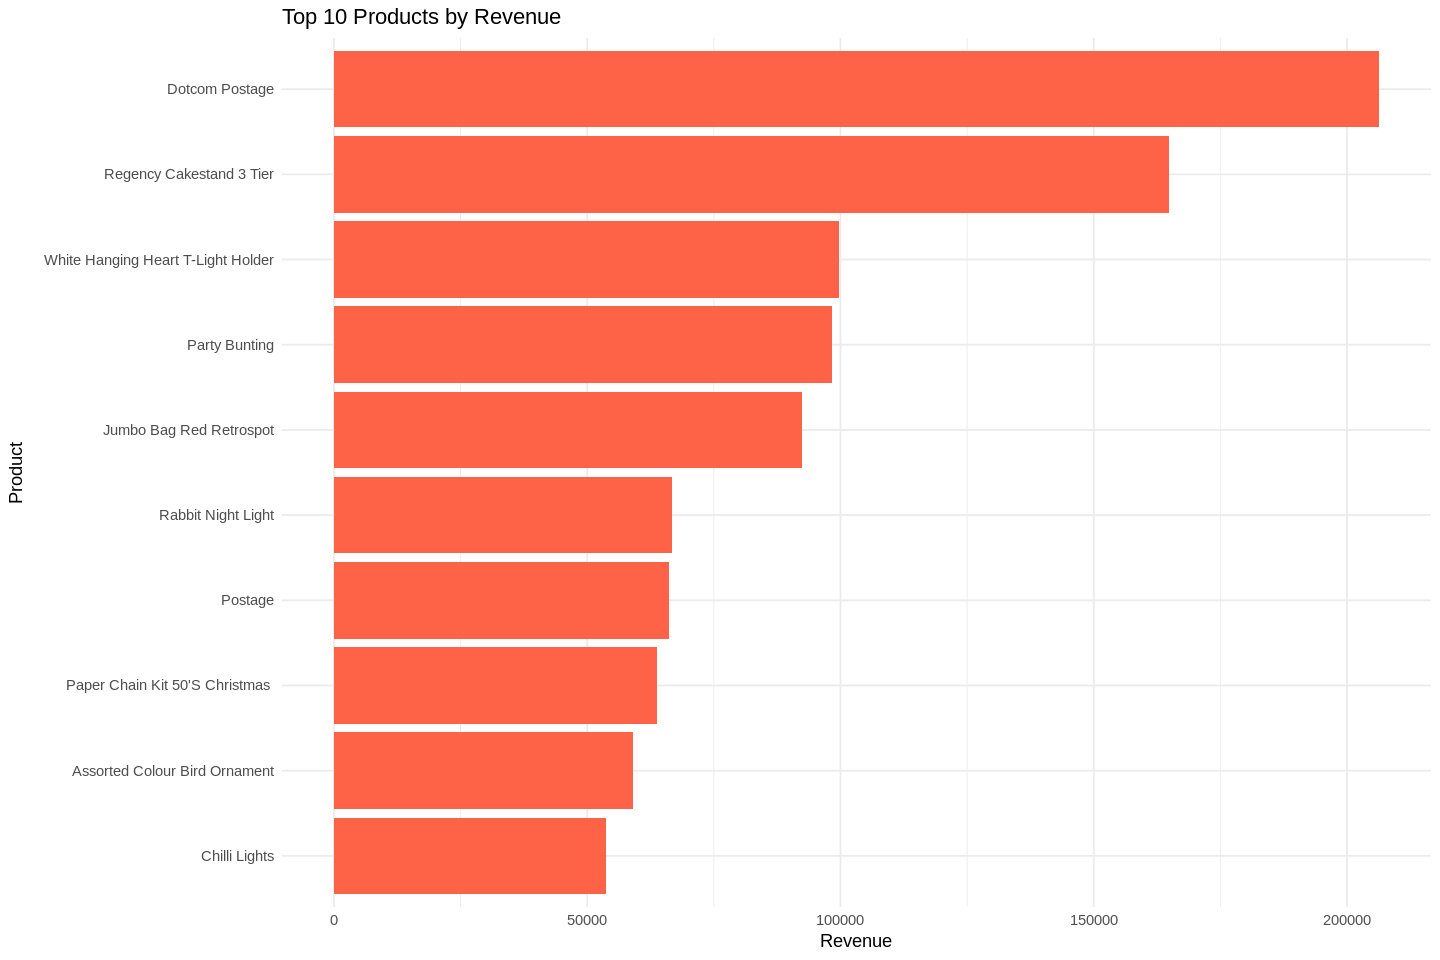 Top 10 Products by Revenue
Dotcom Postage
Regency Cakestand 3 Tier
White Hanging Heart T-Light Holder
Party Bunting
Jumbo Bag Red Retrospot
Rabbit Night Light
Postage
Paper Chain Kit 50'S Christmas
Assorted Colour Bird Ornament
Chilli Lights
Product
0 50000 100000 150000 200000
Revenue